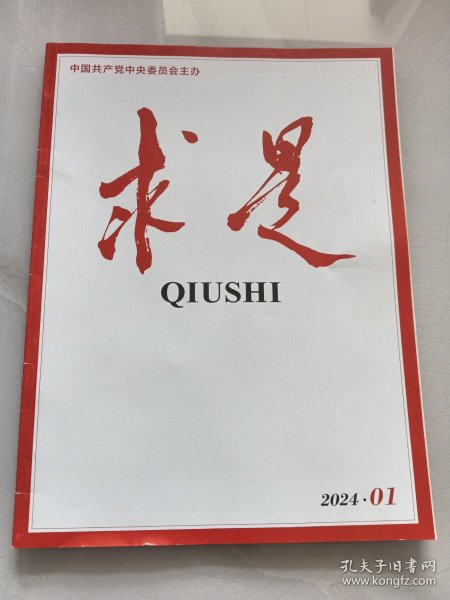 中国共产党中央委员会主办
求是
QIUSHI
2024·01
孔夫子旧书网
www.kongfz.com